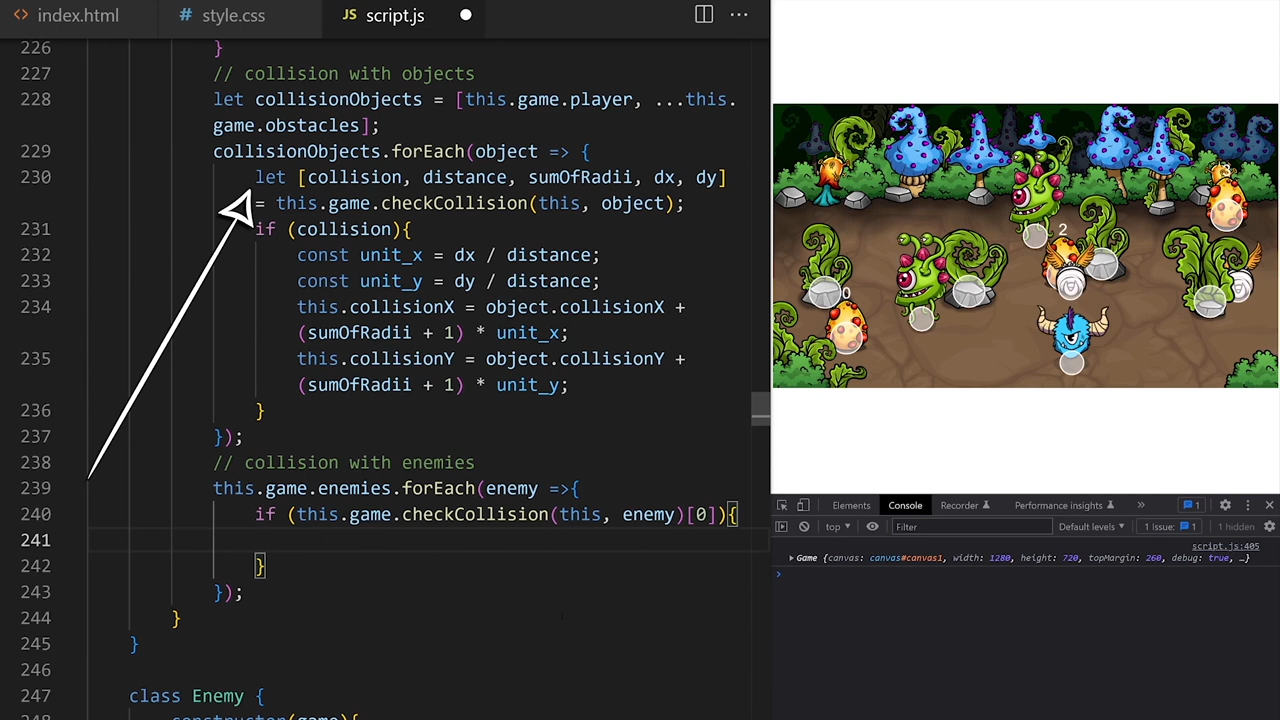 index.html
# style.css
JS script.js
226 }
227 // collision with objects
228 let collisionObjects = [this.game.player, ...this.
game.obstacles];
229 collisionObjects.forEach(object => {
230 let [collision, distance, sumOfRadii, dx, dy]
= this.game.checkCollision(this, object);
231 if (collision){
232 const unit_x = dx / distance;
233 const unit_y = dy / distance;
234 this.collisionX = object.collisionX +
(sumOfRadii + 1) * unit_x;
235 this.collisionY = object.collisionY +
(sumOfRadii + 1) * unit_y;
236 }
237 });
238 // collision with enemies
239 this.game.enemies.forEach(enemy =>{
240 if (this.game.checkCollision(this, enemy)[0]){
241
242 }
243 });
244 }
245 }
246
247 class Enemy {
2
0
Elements Console Recorder Performance insights » 1
top Filter Default levels 1 Issue: 1 1 hidden
script.js:405
Game {canvas: canvas#canvas1, width: 1280, height: 720, topMargin: 260, debug: true, …}